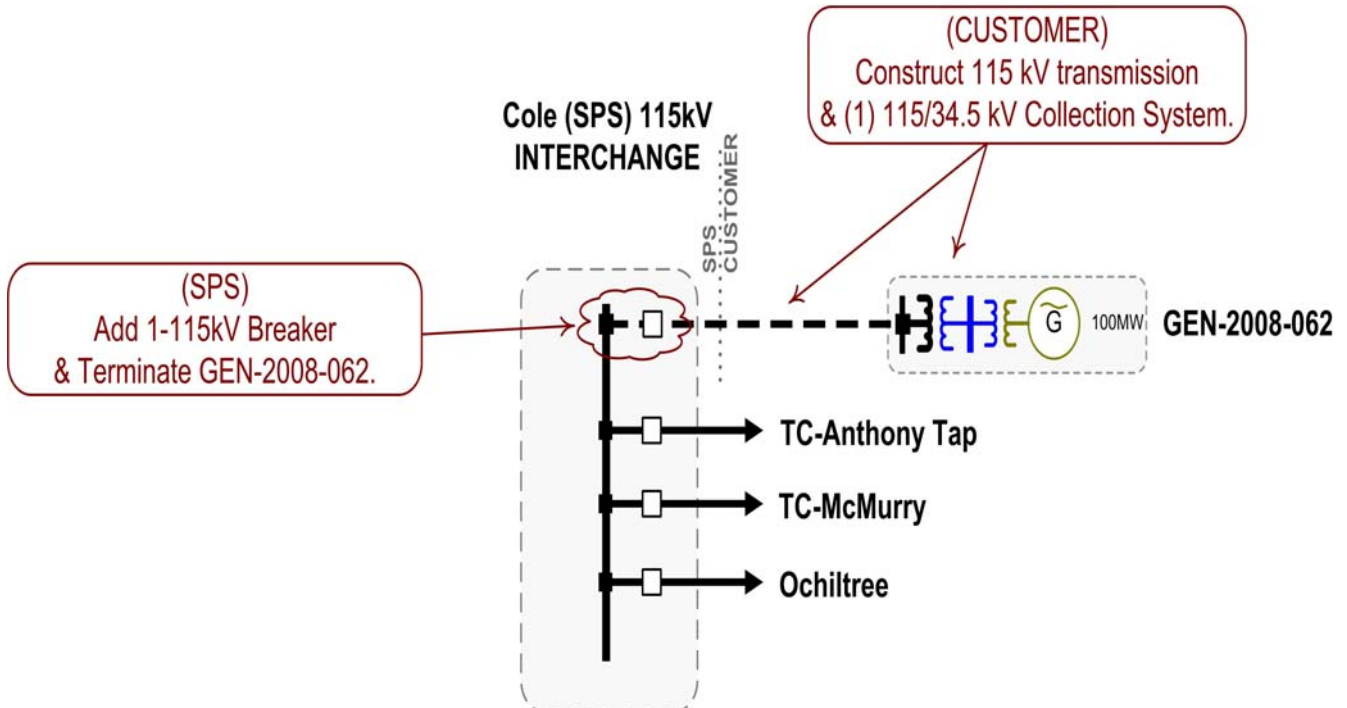 (CUSTOMER)
Construct 115 kV transmission
& (1) 115/34.5 kV Collection System.
Cole (SPS) 115kV
INTERCHANGE
SPS
CUSTOMER
(SPS)
Add 1-115kV Breaker
& Terminate GEN-2008-062.
G
100MW
GEN-2008-062
TC-Anthony Tap
TC-McMurry
Ochiltree